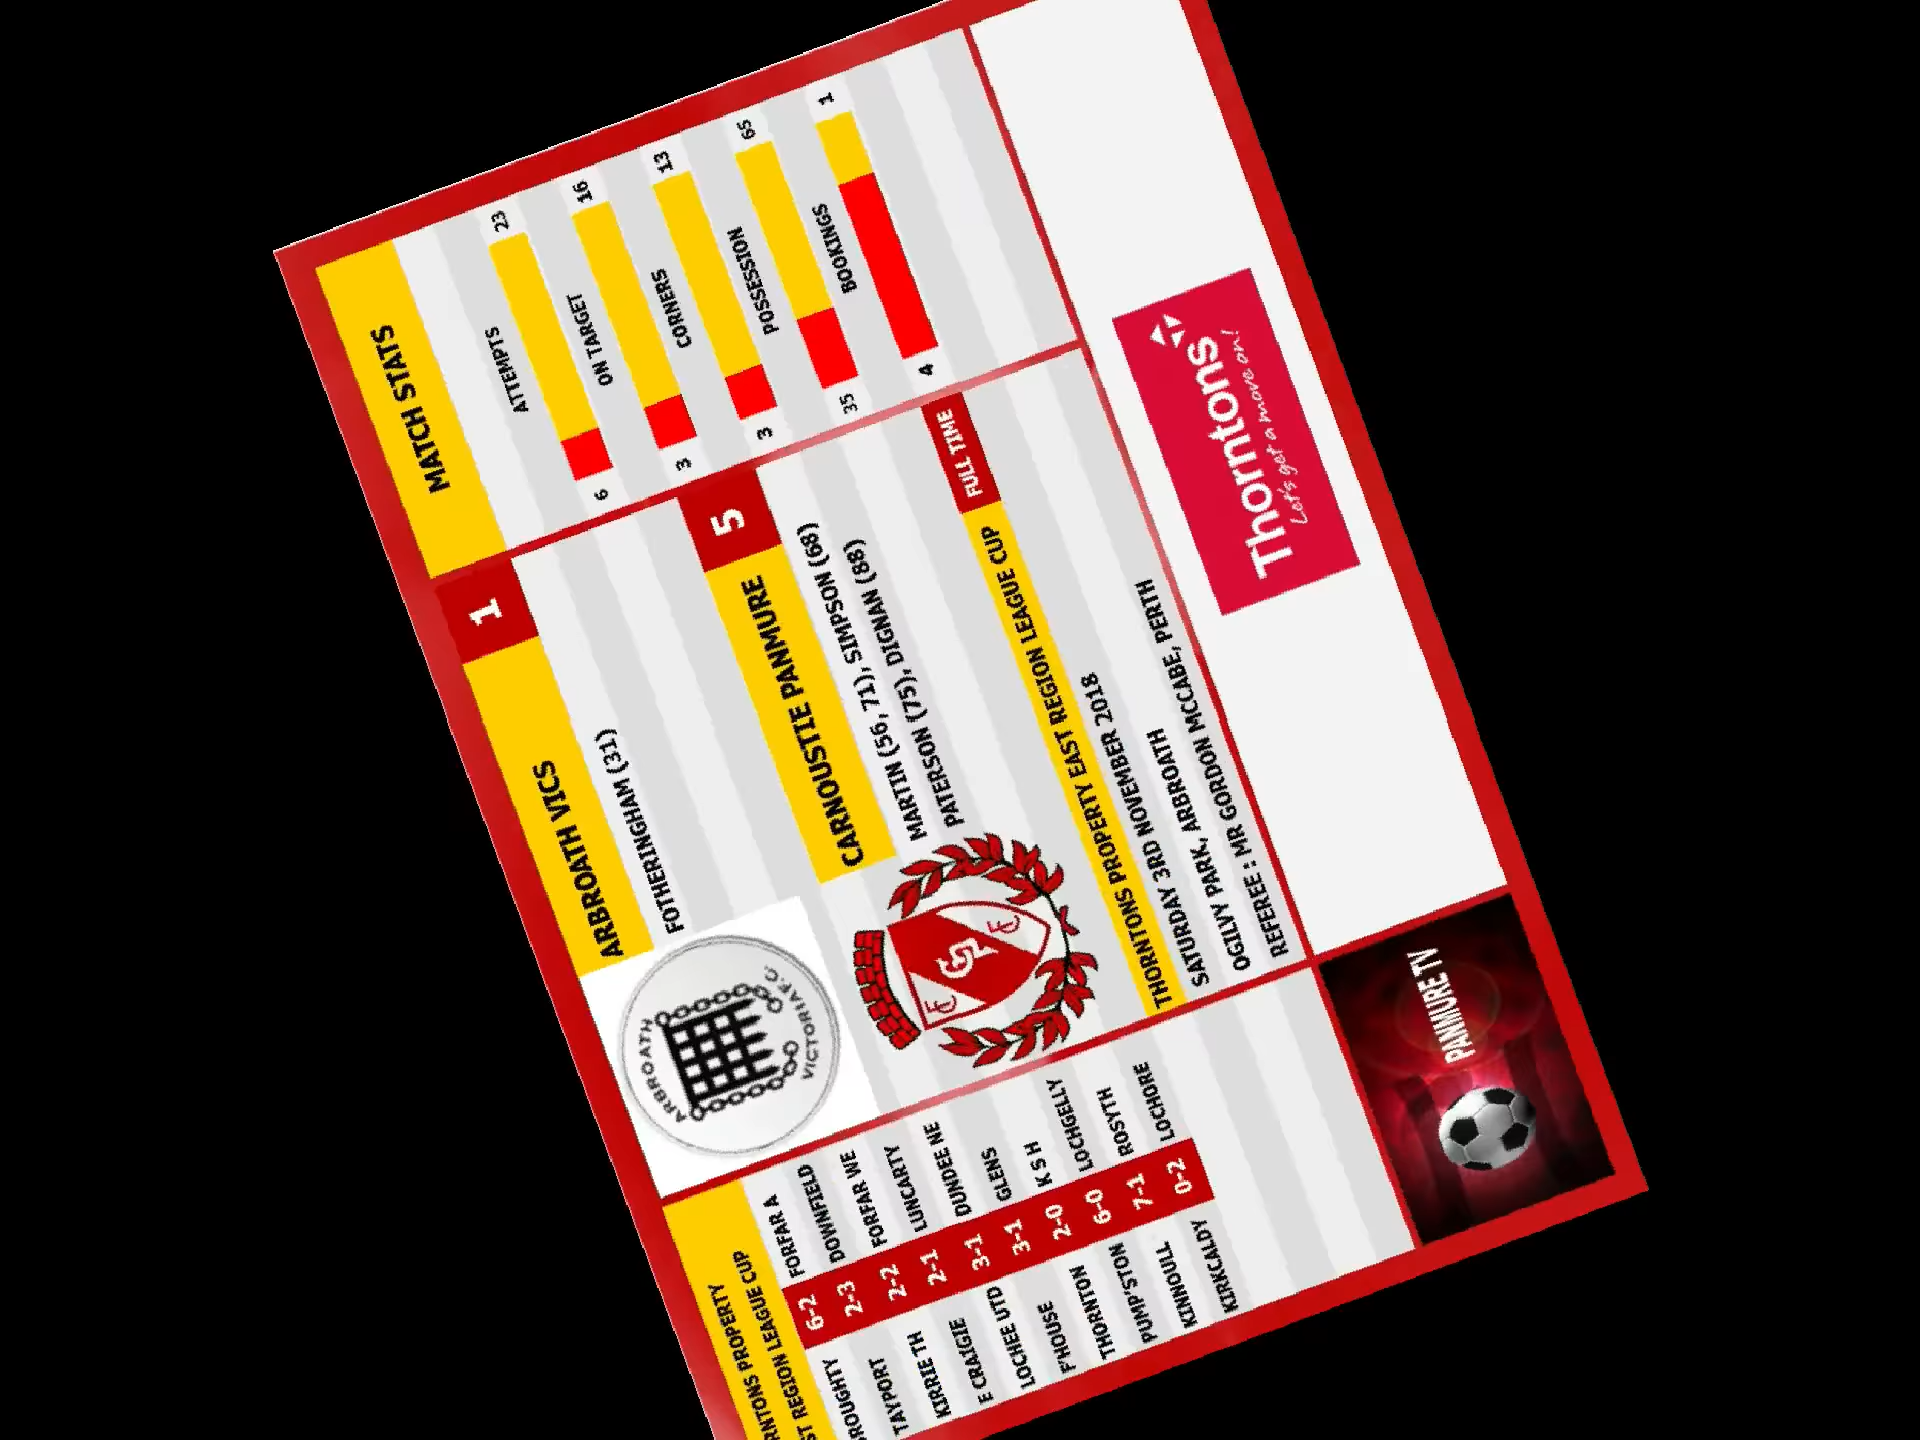 RNTONS PROPERTY
ST REGION LEAGUE CUP
ROUGHTY 6-2 FORFAR A
TAYPORT 2-3 DOWNFIELD
KIRRIE TH 2-2 FORFAR WE
E CRAIGIE 2-1 LUNCARTY
LOCHEE UTD 3-1 DUNDEE NE
F'HOUSE 3-1 GLENS
THORNTON 2-0 K S H
PUMP'STON 6-0 LOCHGELLY
KINNOULL 7-1 ROSYTH
KIRKCALDY 0-2 LOCHORE
ARBROATH
VICTORIA F.C
ARBROATH VICS 1
FOTHERINGHAM (31)
CARNOUSTIE PANMURE 5
MARTIN (56, 71), SIMPSON (68)
PATERSON (75), DIGNAN (88)
THORNTONS PROPERTY EAST REGION LEAGUE CUP FULL TIME
SATURDAY 3RD NOVEMBER 2018
OGILVY PARK, ARBROATH
REFEREE : MR GORDON MCCABE, PERTH
MATCH STATS
ATTEMPTS
6 23
ON TARGET
3 16
CORNERS
3 13
POSSESSION
35 65
BOOKINGS
4 1
PANMURE TV
Thorntons
Let's get a move on!